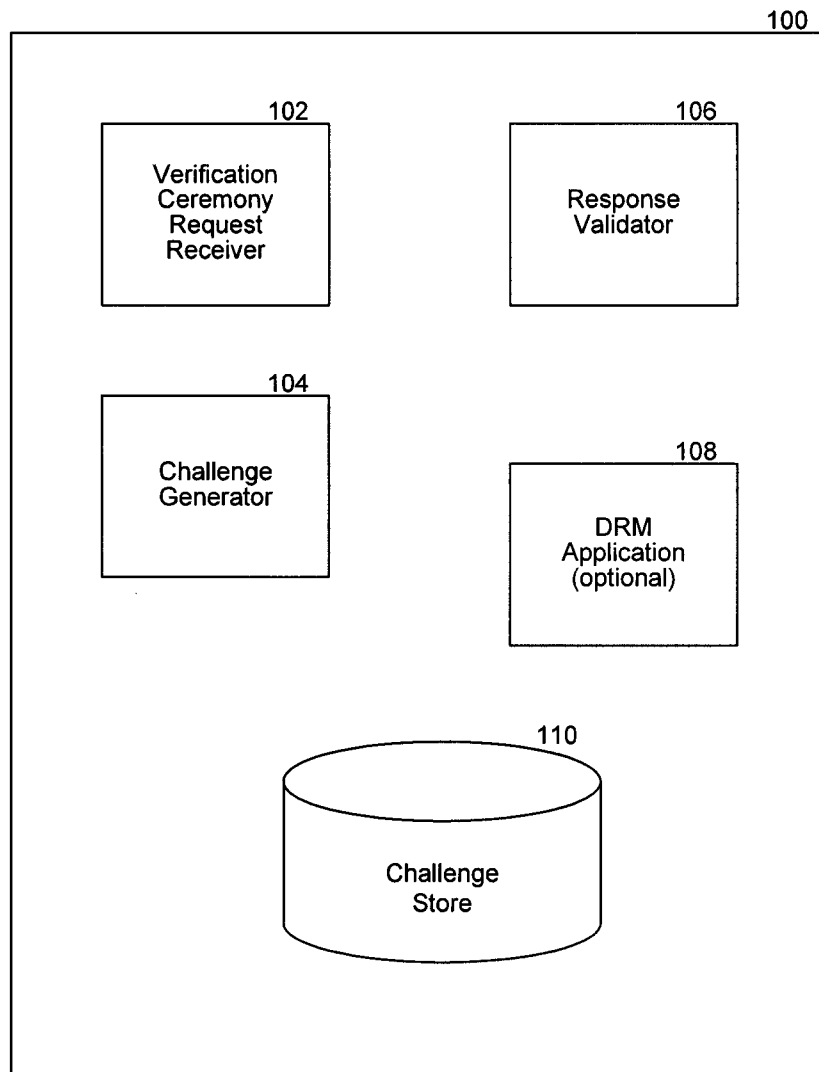 100
102
Verification
Ceremony
Request
Receiver
106
Response
Validator
104
Challenge
Generator
108
DRM
Application
(optional)
110
Challenge
Store